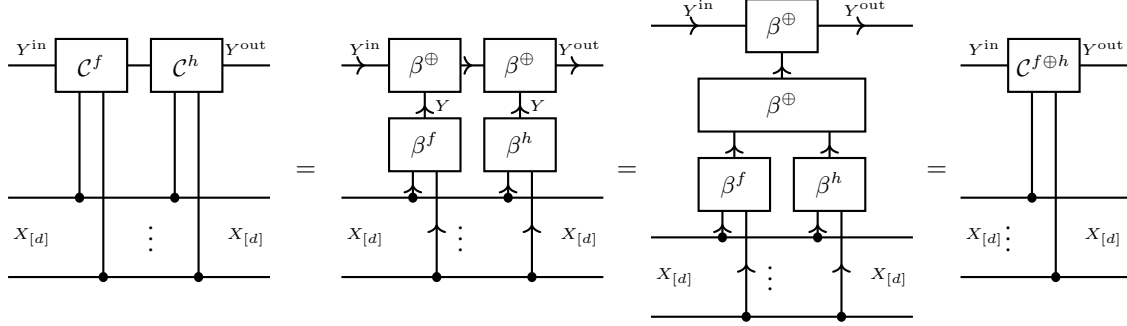 Y^in C^f C^h Y^out
X_[d] ⋮ X_[d]
=
Y^in β^⊕ β^⊕ Y^out
Y Y
β^f β^h
X_[d] ⋮ X_[d]
=
Y^in β^⊕ Y^out
β^⊕
β^f β^h
X_[d] ⋮ X_[d]
=
Y^in C^{f⊕h} Y^out
X_[d] ⋮ X_[d]